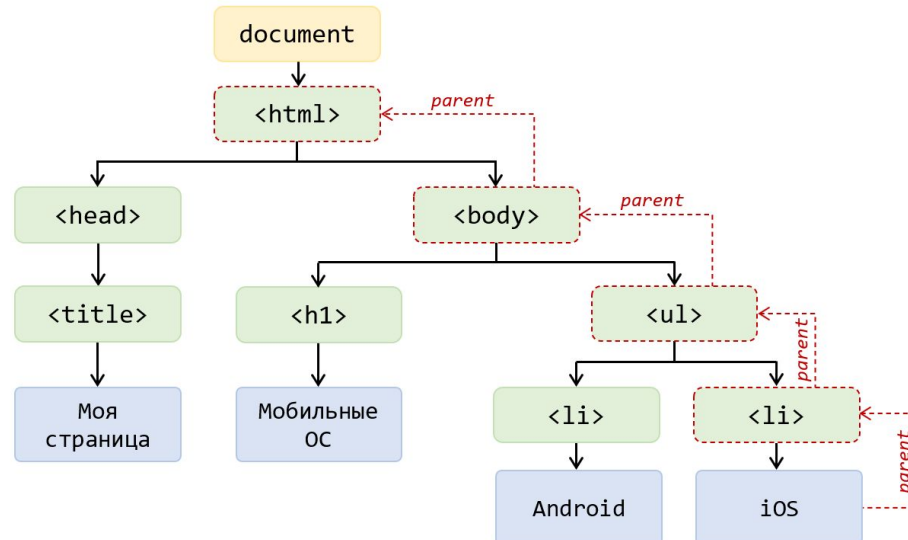 document
<html>
parent
<head>
<body>
parent
<title>
<h1>
<ul>
parent
Моя
страница
Мобильные
ОС
<li>
<li>
parent
Android
iOS